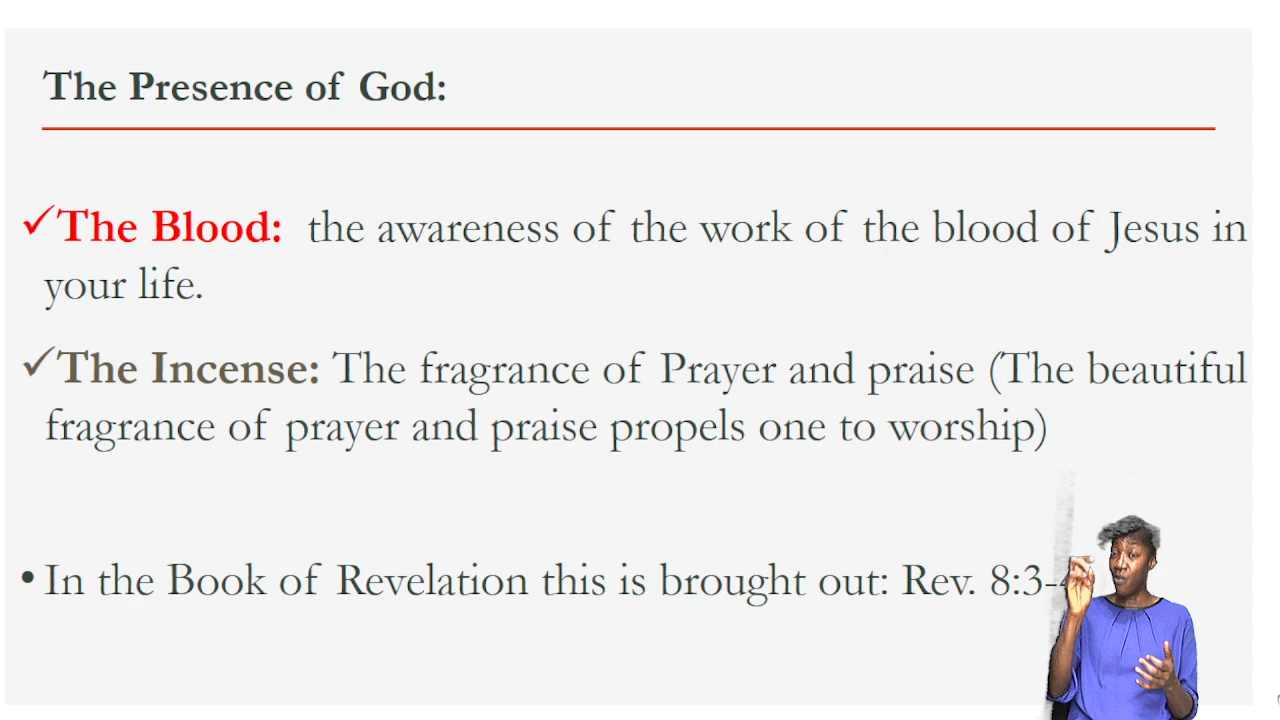 The Presence of God:
✓The Blood: the awareness of the work of the blood of Jesus in
your life.
✓The Incense: The fragrance of Prayer and praise (The beautiful
fragrance of prayer and praise propels one to worship)
• In the Book of Revelation this is brought out: Rev. 8:3-